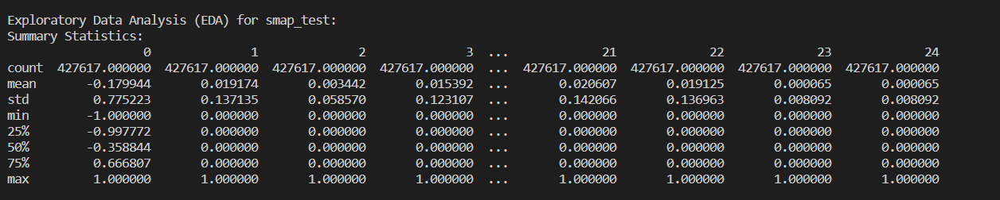 Exploratory Data Analysis (EDA) for smap_test:
Summary Statistics:
0 1 2 3 ... 21 22 23 24
count 427617.000000 427617.000000 427617.000000 427617.000000 ... 427617.000000 427617.000000 427617.000000 427617.000000
mean -0.179944 0.019174 0.003442 0.015392 ... 0.020607 0.019125 0.000065 0.000065
std 0.775223 0.137135 0.058570 0.123107 ... 0.142066 0.136963 0.008092 0.008092
min -1.000000 0.000000 0.000000 0.000000 ... 0.000000 0.000000 0.000000 0.000000
25% -0.997772 0.000000 0.000000 0.000000 ... 0.000000 0.000000 0.000000 0.000000
50% -0.358844 0.000000 0.000000 0.000000 ... 0.000000 0.000000 0.000000 0.000000
75% 0.666807 0.000000 0.000000 0.000000 ... 0.000000 0.000000 0.000000 0.000000
max 1.000000 1.000000 1.000000 1.000000 ... 1.000000 1.000000 1.000000 1.000000